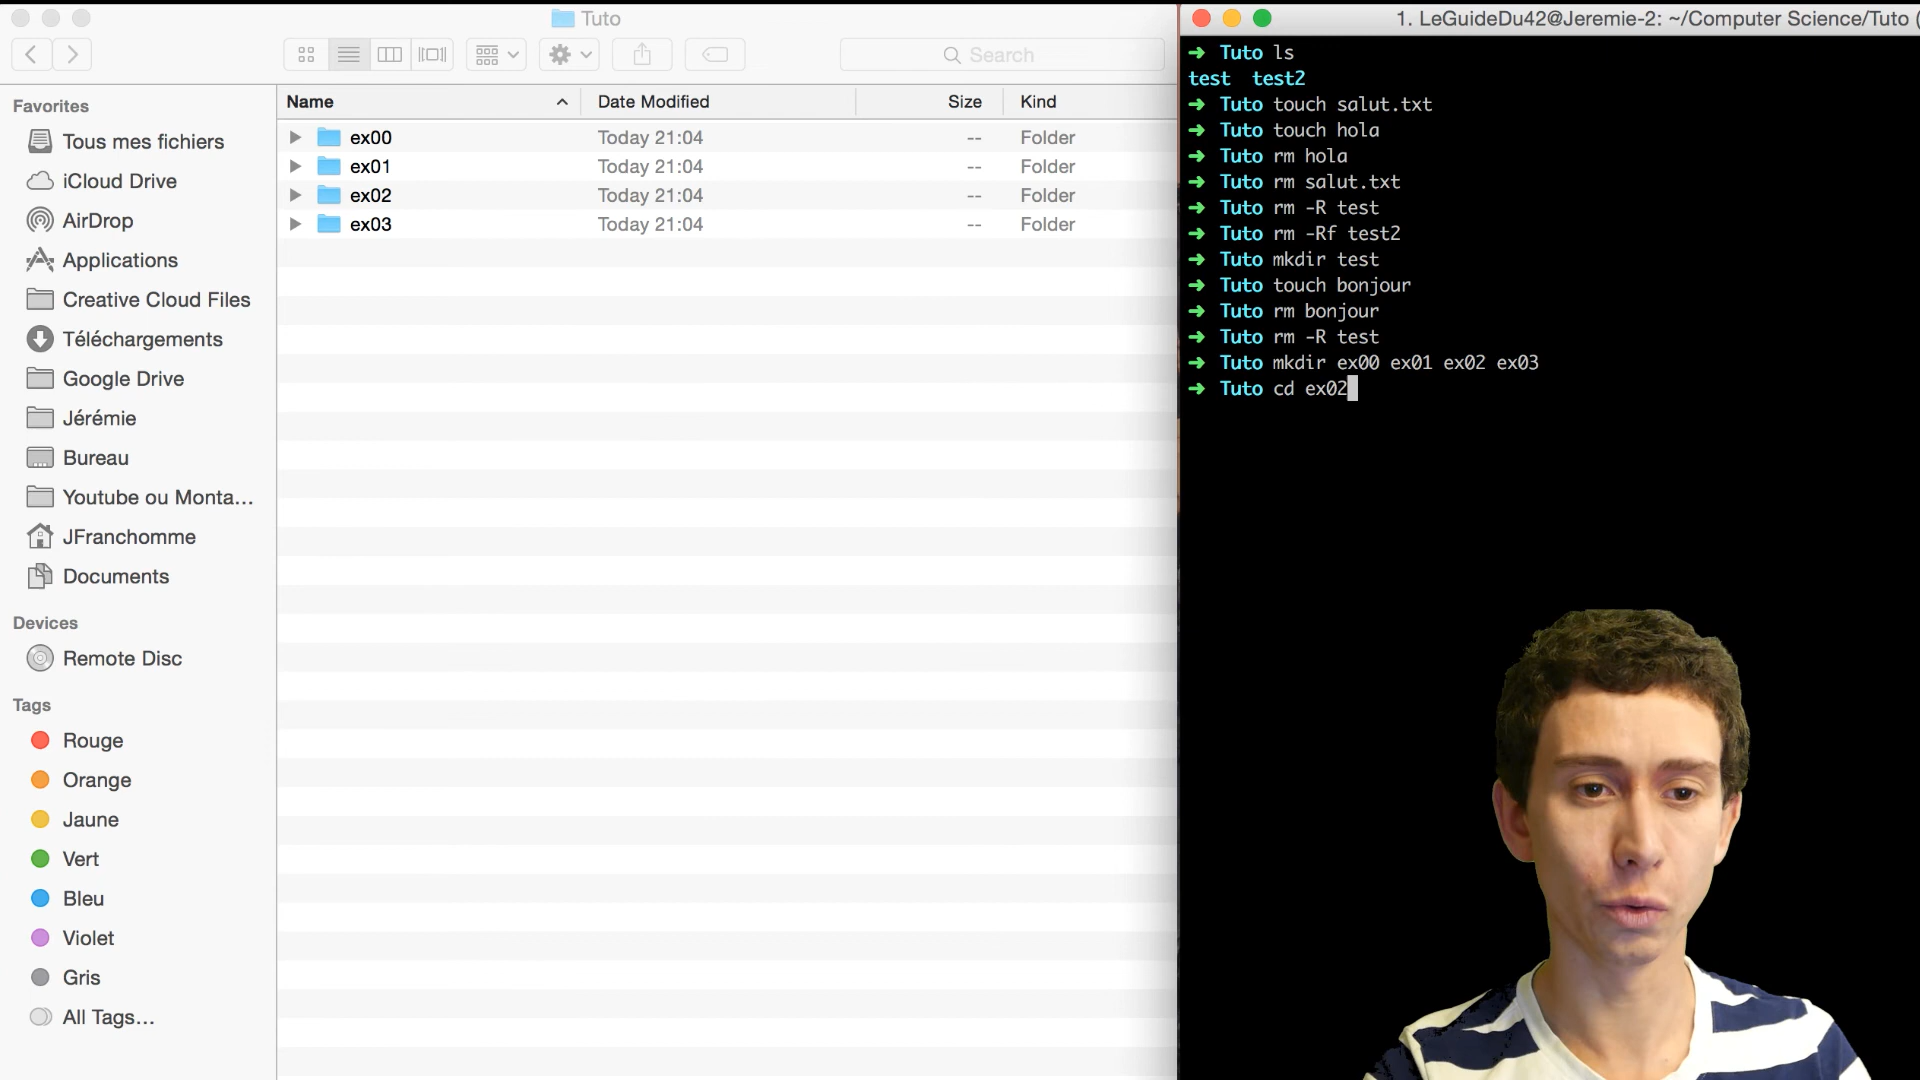 Tuto
Search
Favorites
Tous mes fichiers
iCloud Drive
AirDrop
Applications
Creative Cloud Files
Téléchargements
Google Drive
Jérémie
Bureau
Youtube ou Monta...
JFranchomme
Documents
Devices
Remote Disc
Tags
Rouge
Orange
Jaune
Vert
Bleu
Violet
Gris
All Tags...
Name Date Modified Size Kind
ex00 Today 21:04 -- Folder
ex01 Today 21:04 -- Folder
ex02 Today 21:04 -- Folder
ex03 Today 21:04 -- Folder
1. LeGuideDu42@Jeremie-2: ~/Computer Science/Tuto (
➜ Tuto ls
test test2
➜ Tuto touch salut.txt
➜ Tuto touch hola
➜ Tuto rm hola
➜ Tuto rm salut.txt
➜ Tuto rm -R test
➜ Tuto rm -Rf test2
➜ Tuto mkdir test
➜ Tuto touch bonjour
➜ Tuto rm bonjour
➜ Tuto rm -R test
➜ Tuto mkdir ex00 ex01 ex02 ex03
➜ Tuto cd ex02